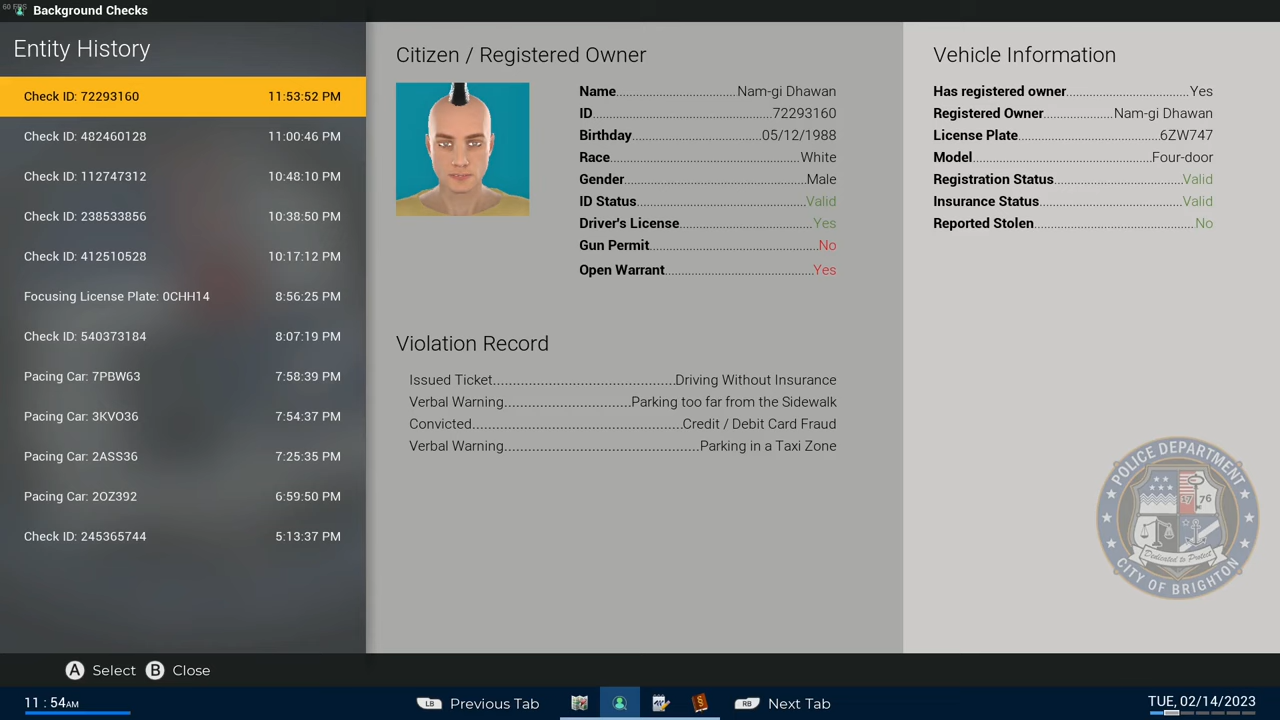 60 FPS
Background Checks
Entity History
Check ID: 72293160 11:53:52 PM
Check ID: 482460128 11:00:46 PM
Check ID: 112747312 10:48:10 PM
Check ID: 238533856 10:38:50 PM
Check ID: 412510528 10:17:12 PM
Focusing License Plate: 0CHH14 8:56:25 PM
Check ID: 540373184 8:07:19 PM
Pacing Car: 7PBW63 7:58:39 PM
Pacing Car: 3KVO36 7:54:37 PM
Pacing Car: 2ASS36 7:25:35 PM
Pacing Car: 2OZ392 6:59:50 PM
Check ID: 245365744 5:13:37 PM
Citizen / Registered Owner
Name Nam-gi Dhawan
ID 72293160
Birthday 05/12/1988
Race White
Gender Male
ID Status Valid
Driver's License Yes
Gun Permit No
Open Warrant Yes
Violation Record
Issued Ticket Driving Without Insurance
Verbal Warning Parking too far from the Sidewalk
Convicted Credit / Debit Card Fraud
Verbal Warning Parking in a Taxi Zone
Vehicle Information
Has registered owner Yes
Registered Owner Nam-gi Dhawan
License Plate 6ZW747
Model Four-door
Registration Status Valid
Insurance Status Valid
Reported Stolen No
POLICE DEPARTMENT
17 76
Dedicated to Protect
CITY OF BRIGHTON
A Select B Close
11 : 54 AM
LB Previous Tab
RB Next Tab
TUE, 02/14/2023